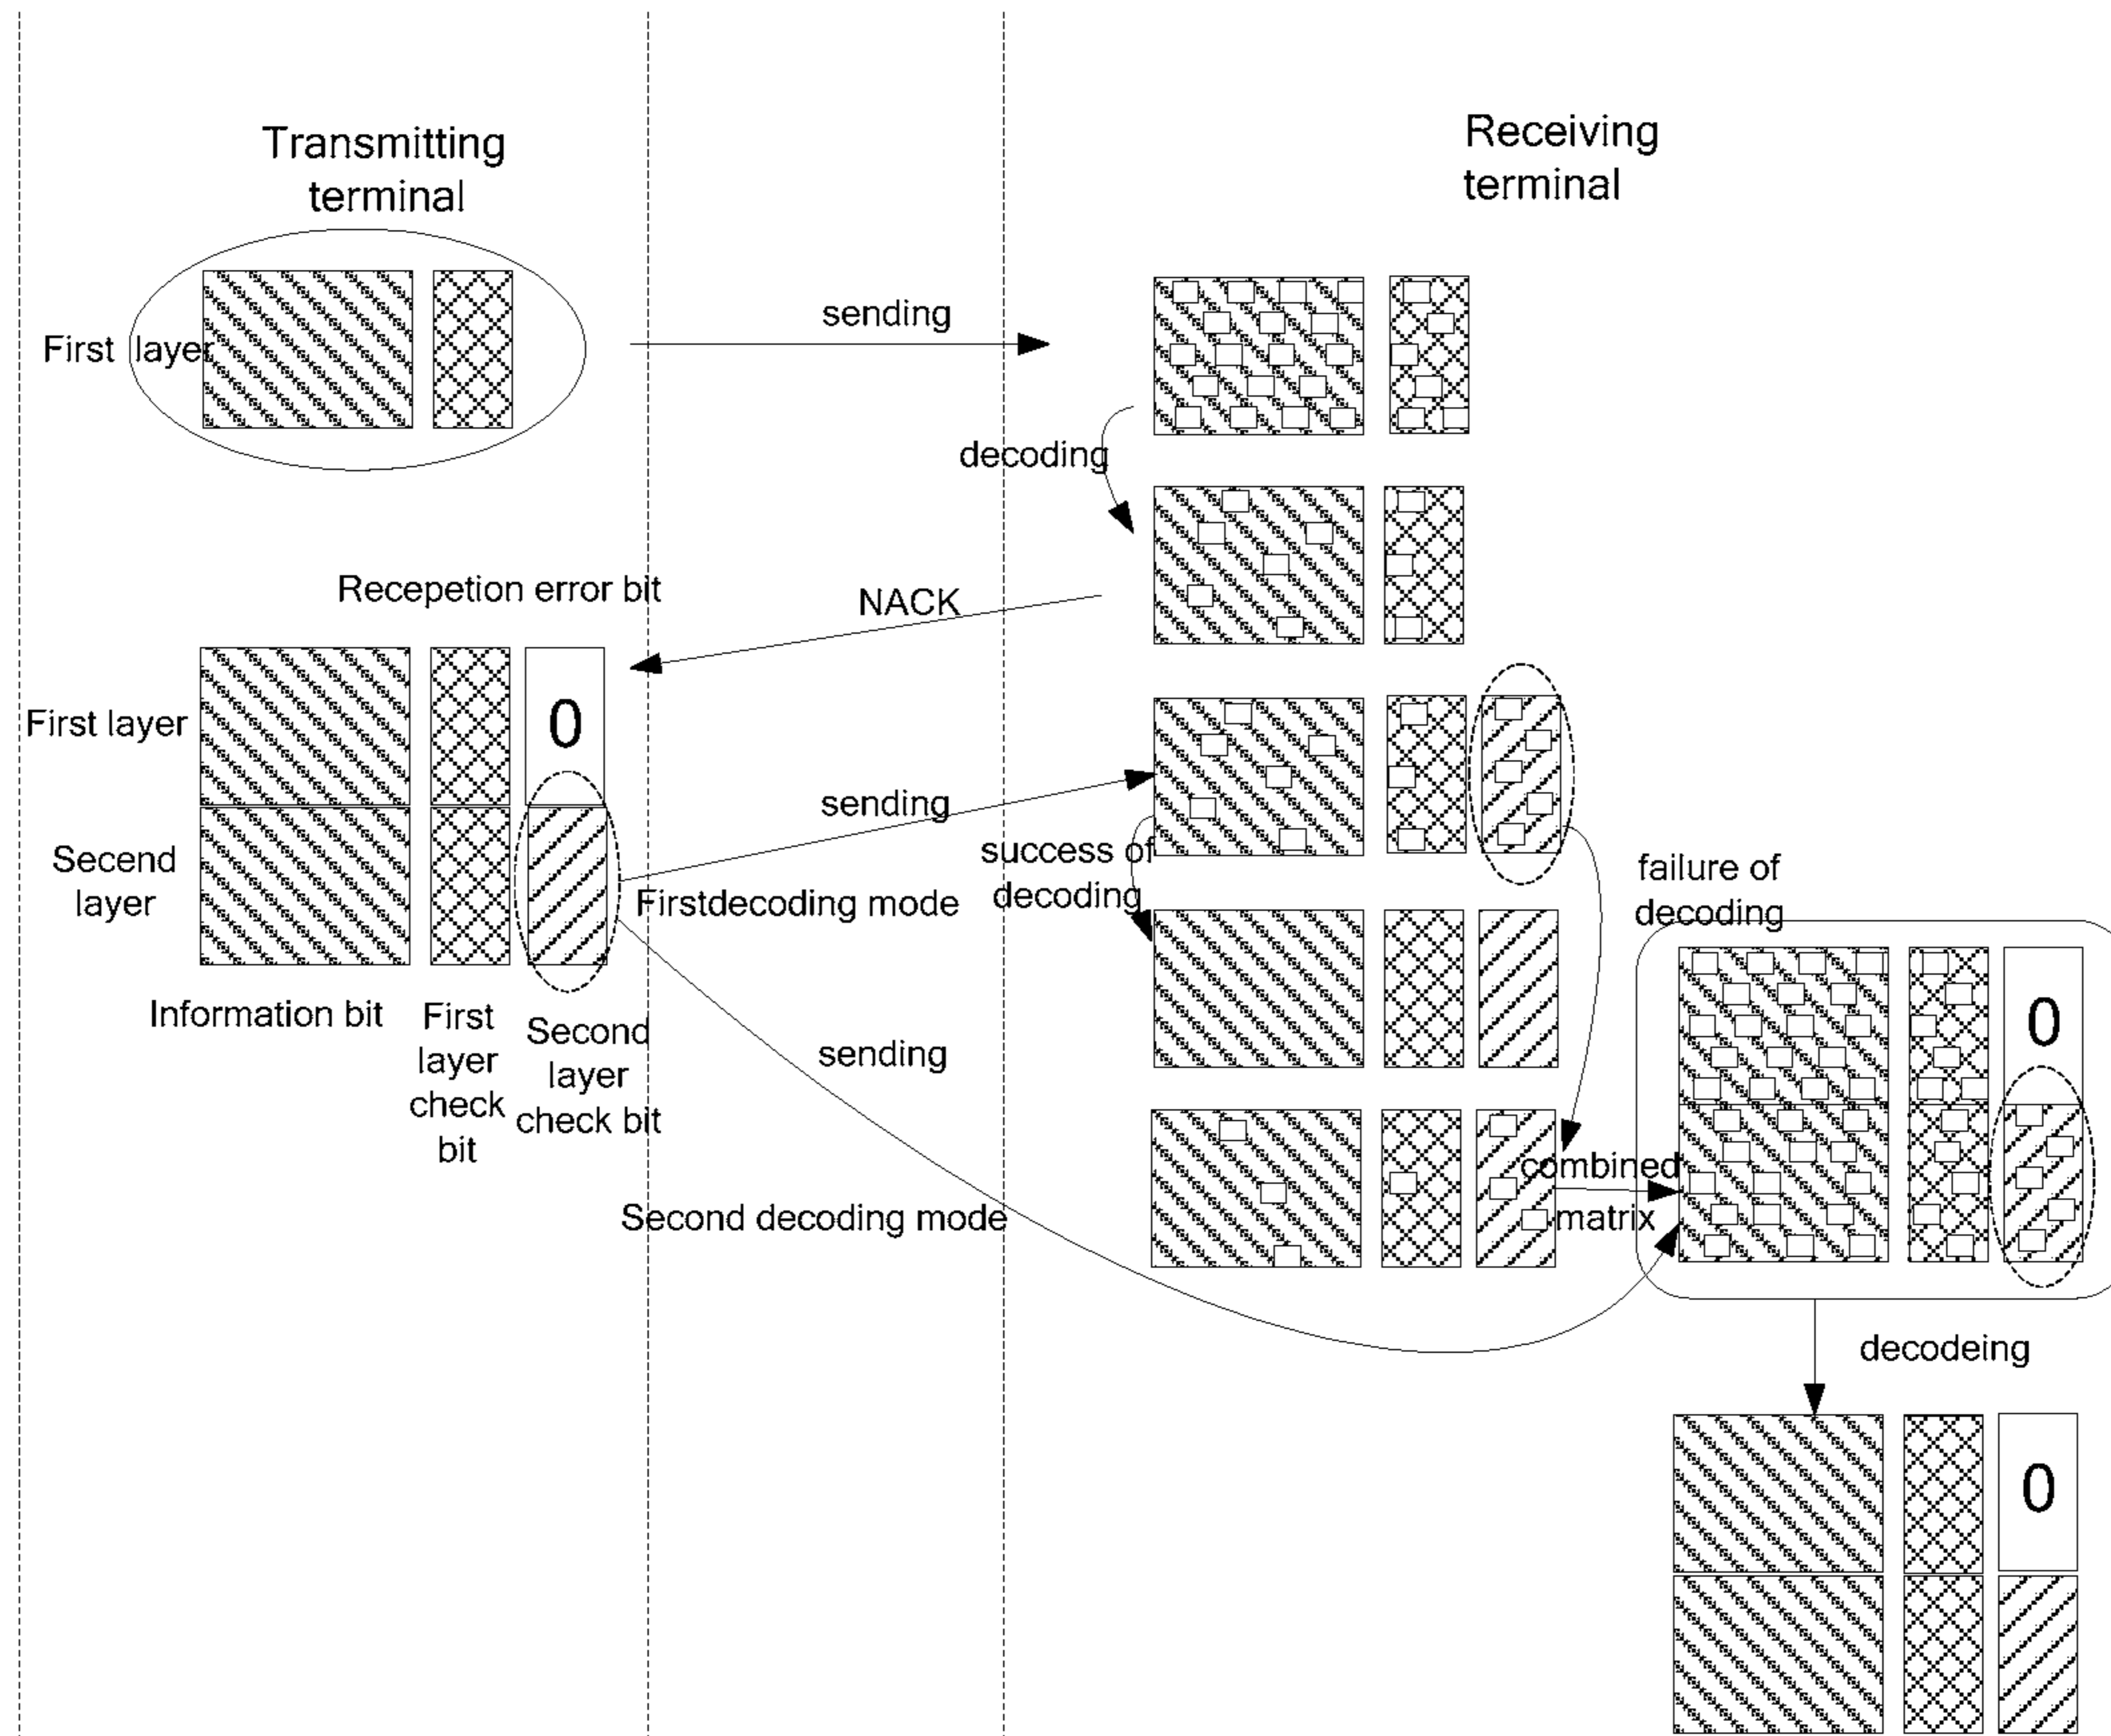 Transmitting
terminal
Receiving
terminal
First layer
sending
decoding
Recepetion error bit
NACK
First layer
0
sending
Secend
layer
Firstdecoding mode
success of
decoding
failure of
decoding
Information bit
First
layer
check
bit
Second
layer
check bit
sending
0
combined
matrix
Second decoding mode
decodeing
0